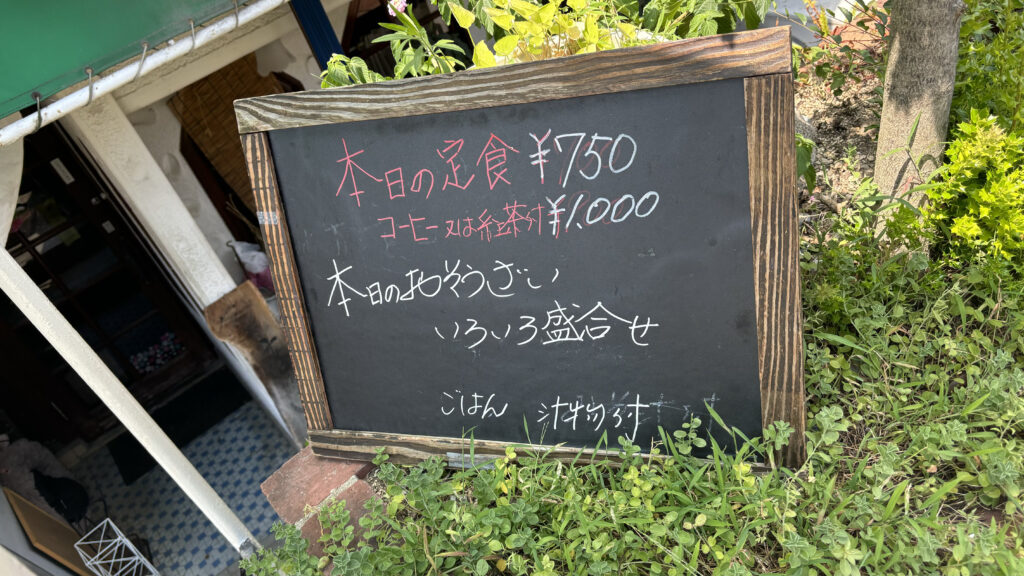 本日の定食 ¥750
コーヒー又は紅茶付 ¥1.000
本日のおそうざい
いろいろ盛合せ
ごはん 汁物付